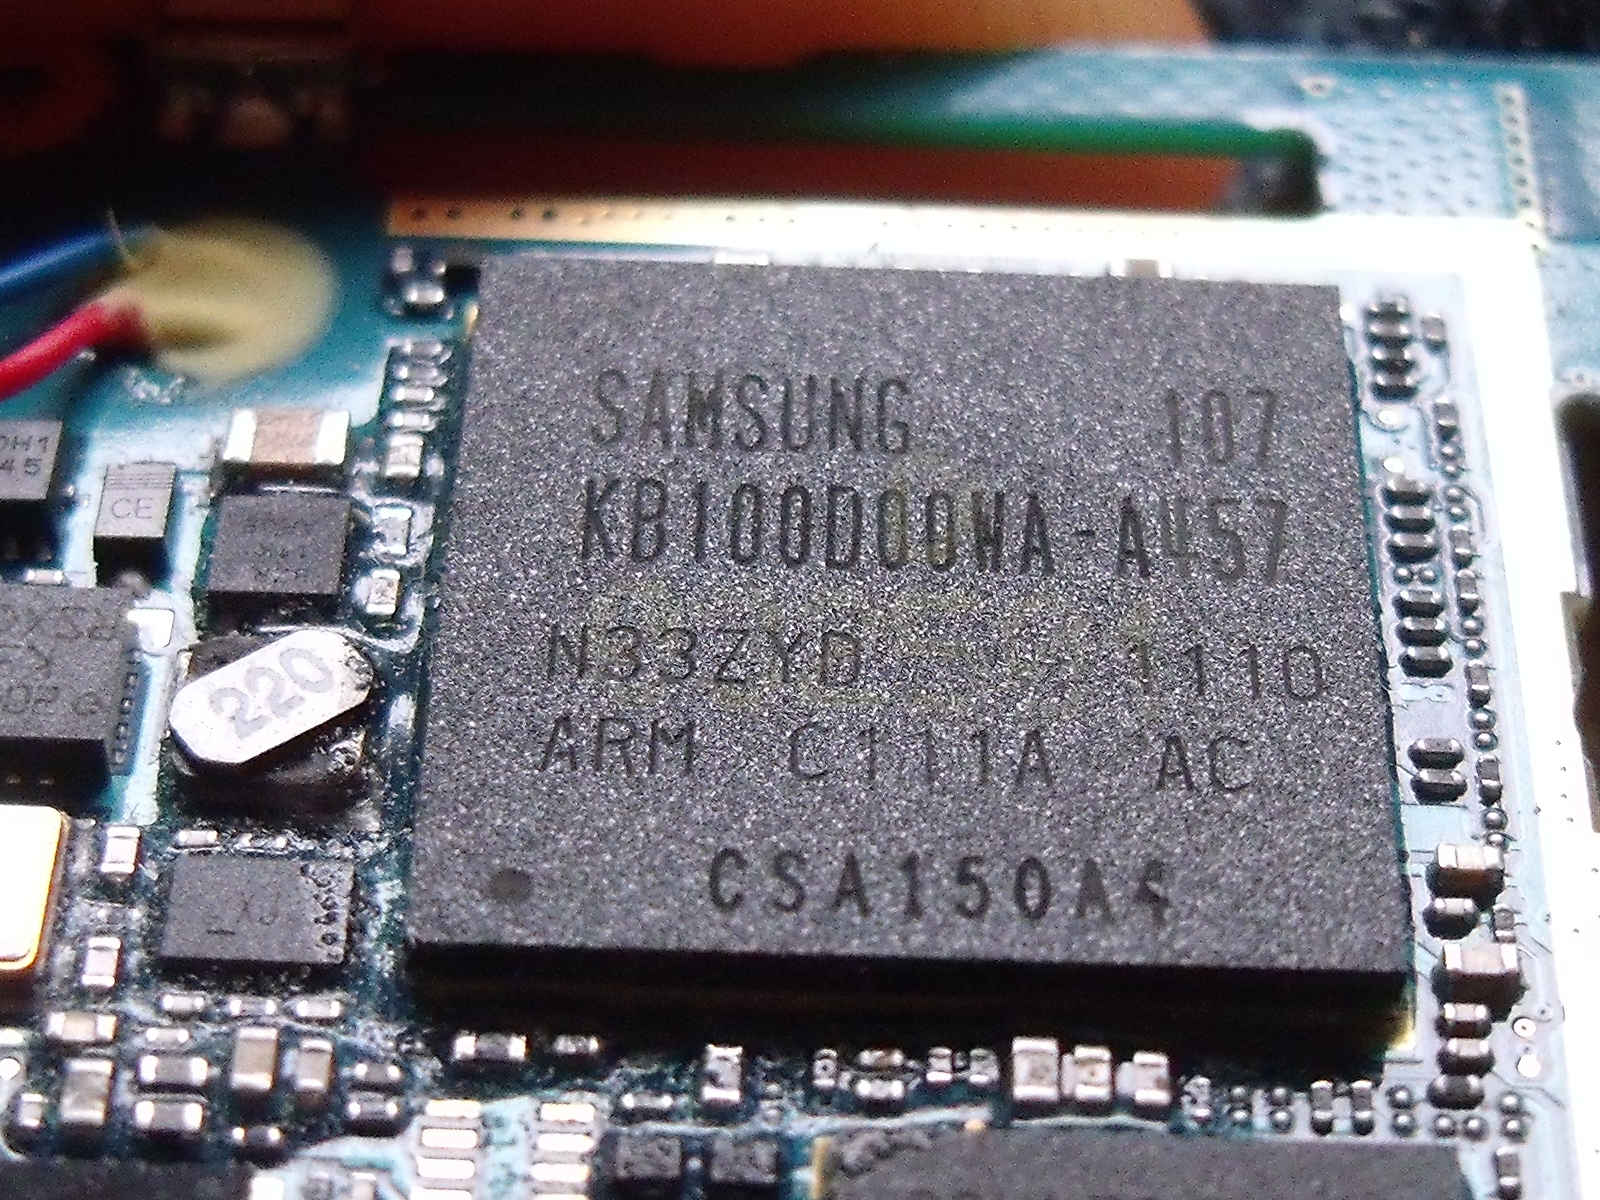 SAMSUNG 107
KB100D00WA-A457
N33ZYD 1110
ARM C111A AC
CSA150A4
220
CE